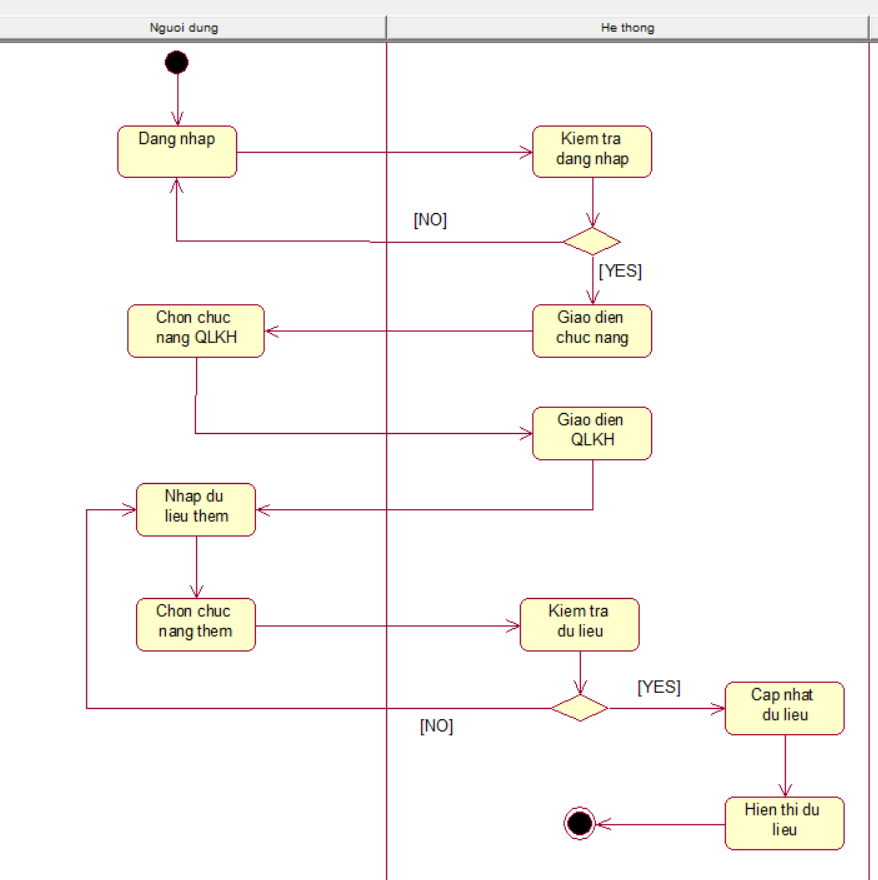 Nguoi dung
He thong
Dang nhap
Kiem tra
dang nhap
[NO]
[YES]
Chon chuc
nang QLKH
Giao dien
chuc nang
Giao dien
QLKH
Nhap du
lieu them
Chon chuc
nang them
Kiem tra
du lieu
[YES]
[NO]
Cap nhat
du lieu
Hien thi du
lieu